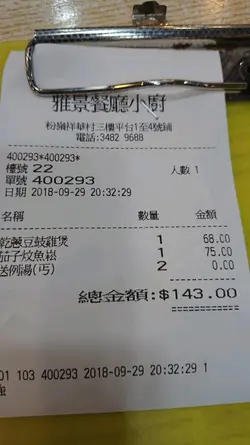 雅景餐廳小廚
粉嶺祥華村三樓平台1至4號鋪
電話:3482 9688
400293*400293*
檯號 22 人數 1
單號 400293
日期 2018-09-29 20:32:29
名稱 數量 金額
乾蔥豆豉雞煲 1 68.00
茄子炆魚崧 1 75.00
送例湯(丐) 2 0.00
總金額:$143.00
01 103 400293 2018-09-29 20:32:29 1